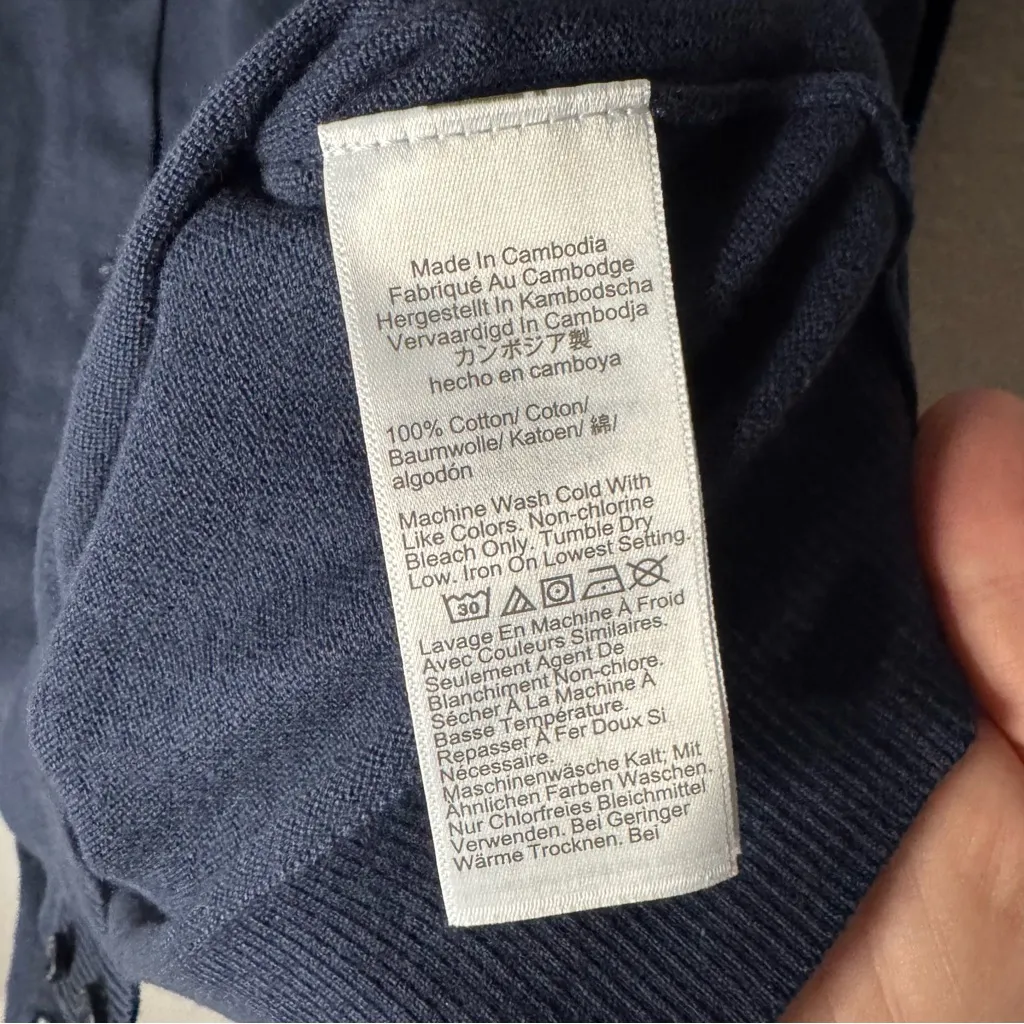 Made In Cambodia
Fabriqué Au Cambodge
Hergestellt In Kambodscha
Vervaardigd In Cambodja
カンボジア製
hecho en camboya
100% Cotton/ Coton/
Baumwolle/ Katoen/ 綿/
algodón
Machine Wash Cold With
Like Colors. Non-chlorine
Bleach Only. Tumble Dry
Low. Iron On Lowest Setting.
30
Lavage En Machine À Froid
Avec Couleurs Similaires.
Seulement Agent De
Blanchiment Non-chlore.
Sécher À La Machine À
Basse Température.
Repasser À Fer Doux Si
Nécessaire.
Maschinenwäsche Kalt; Mit
Ähnlichen Farben Waschen.
Nur Chlorfreies Bleichmittel
Verwenden. Bei Geringer
Wärme Trocknen. Bei